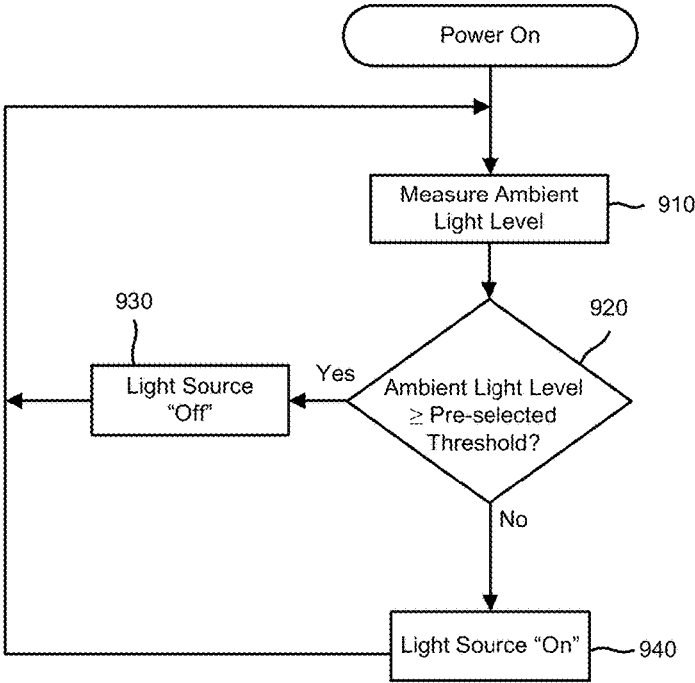 Power On
Measure Ambient
Light Level
910
930
920
Light Source
“Off”
Yes
Ambient Light Level
≥ Pre-selected
Threshold?
No
Light Source “On”
940